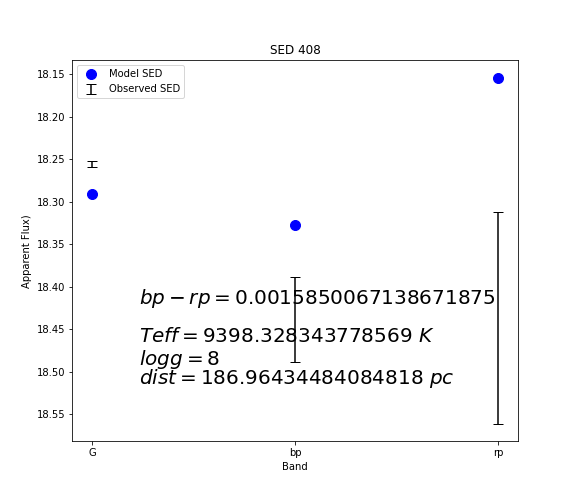 SED 408
Model SED
Observed SED
18.15
18.20
18.25
18.30
18.35
18.40
18.45
18.50
18.55
Apparent Flux)
bp − rp = 0.0015850067138671875
Teff = 9398.328343778569 K
logg = 8
dist = 186.96434484084818 pc
G bp rp
Band